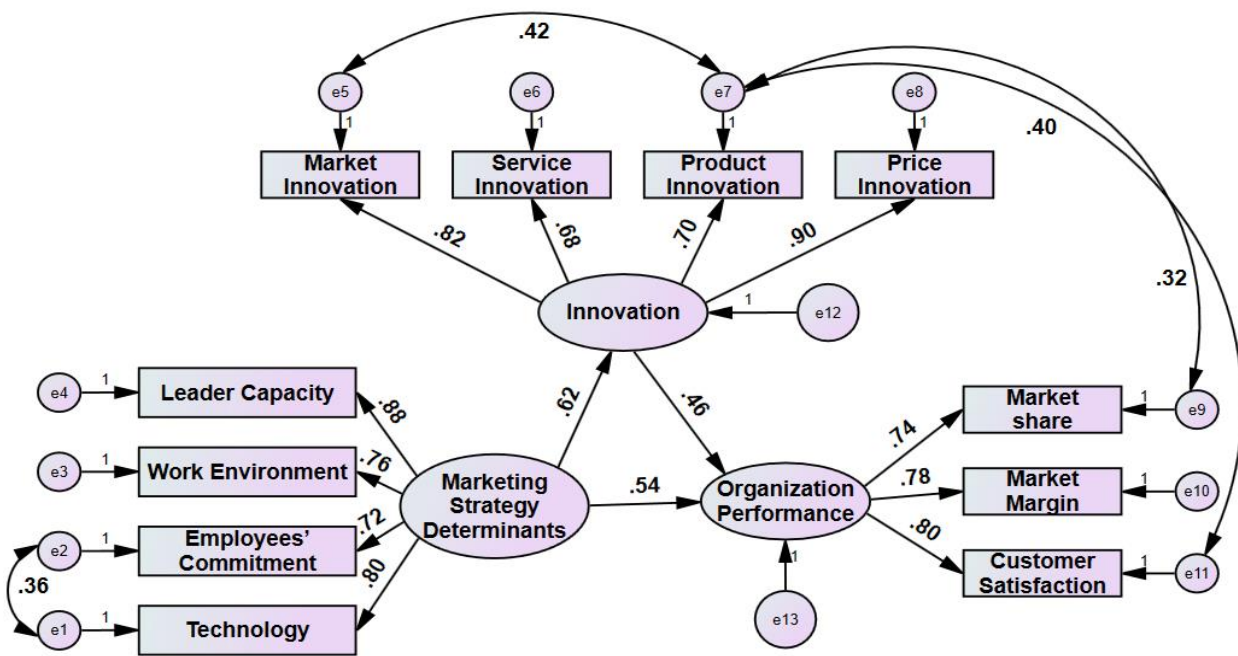 .42
e5
e6
e7
e8
1
1
1
1
.40
Market
Innovation
Service
Innovation
Product
Innovation
Price
Innovation
.82
.68
.70
.90
.32
Innovation
1
e12
e4
1
Leader Capacity
.88
.62
.46
Market
share
1
e9
.74
e3
1
Work Environment
.76
Marketing
Strategy
Determinants
.54
Organization
Performance
.78
Market
Margin
1
e10
e2
1
Employees’
Commitment
.72
.80
Customer
Satisfaction
1
e11
.36
1
e1
1
Technology
.80
e13